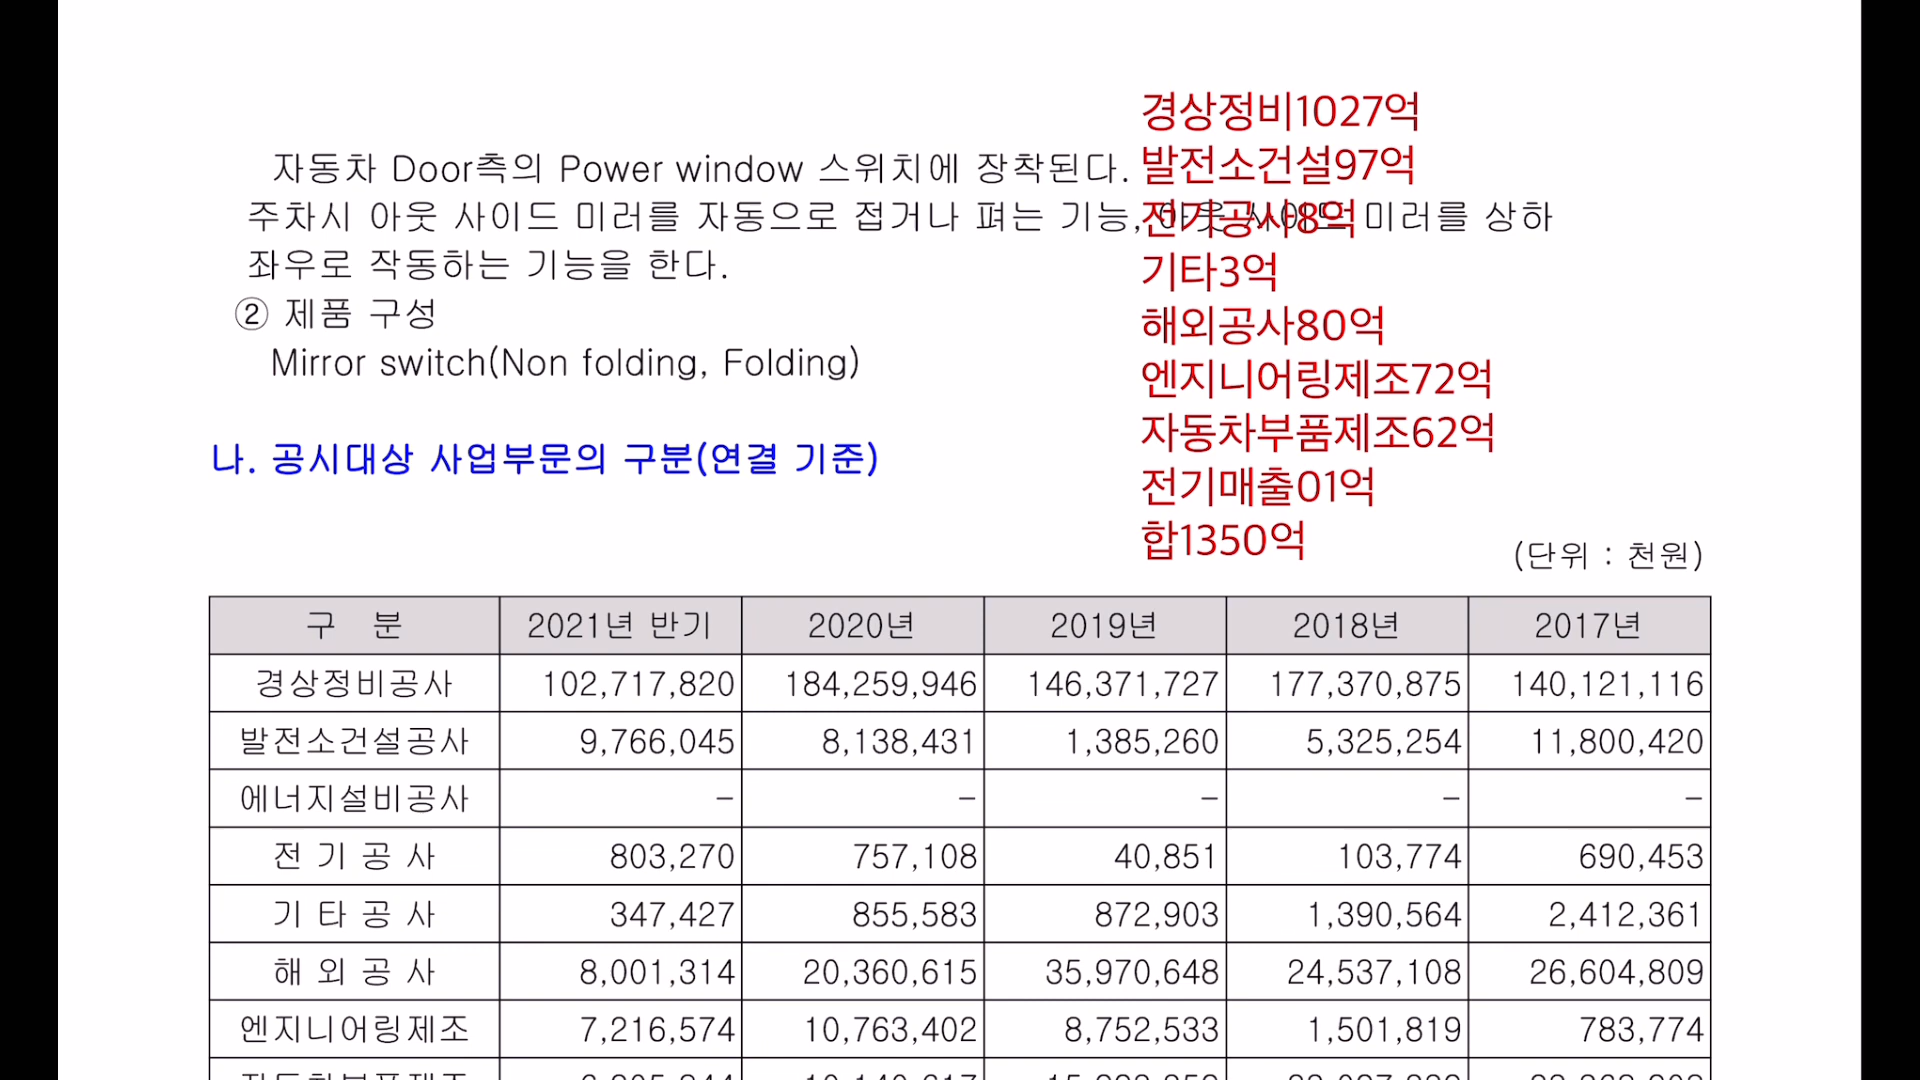 경상정비1027억
발전소건설97억
전기공사8억
기타3억
해외공사80억
엔지니어링제조72억
자동차부품제조62억
전기매출01억
합1350억
자동차 Door측의 Power window 스위치에 장착된다.
주차시 아웃 사이드 미러를 자동으로 접거나 펴는 기능, 아웃 사이드 미러를 상하
좌우로 작동하는 기능을 한다.
② 제품 구성
Mirror switch(Non folding, Folding)
나. 공시대상 사업부문의 구분(연결 기준)
(단위 : 천원)
구 분 2021년 반기 2020년 2019년 2018년 2017년
경상정비공사 102,717,820 184,259,946 146,371,727 177,370,875 140,121,116
발전소건설공사 9,766,045 8,138,431 1,385,260 5,325,254 11,800,420
에너지설비공사 – – – – –
전 기 공 사 803,270 757,108 40,851 103,774 690,453
기 타 공 사 347,427 855,583 872,903 1,390,564 2,412,361
해 외 공 사 8,001,314 20,360,615 35,970,648 24,537,108 26,604,809
엔지니어링제조 7,216,574 10,763,402 8,752,533 1,501,819 783,774